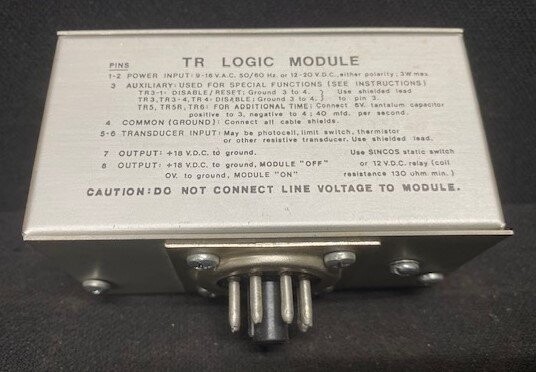 TR LOGIC MODULE
PINS
1-2 POWER INPUT: 9-18 V.A.C. 50/60 Hz. or 12-20 V.D.C., either polarity; 3W max.
3 AUXILIARY: USED FOR SPECIAL FUNCTIONS (SEE INSTRUCTIONS)
TR3-1: DISABLE/RESET; Ground 3 to 4. } Use shielded lead
TR3, TR3-4, TR4: DISABLE; Ground 3 to 4. } to pin 3.
TR5, TR5R, TR6: FOR ADDITIONAL TIME: Connect 6V. tantalum capacitor
positive to 3, negative to 4; 40 mfd. per second.
4 COMMON (GROUND): Connect all cable shields.
5-6 TRANSDUCER INPUT: May be photocell, limit switch, thermistor
or other resistive transducer. Use shielded lead.
7 OUTPUT: +18 V.D.C. to ground. Use SINCOS static switch
8 OUTPUT: +18 V.D.C. to ground, MODULE "OFF" or 12 V.D.C. relay (coil
0V. to ground, MODULE "ON" resistance 130 ohm min.)
CAUTION: DO NOT CONNECT LINE VOLTAGE TO MODULE.